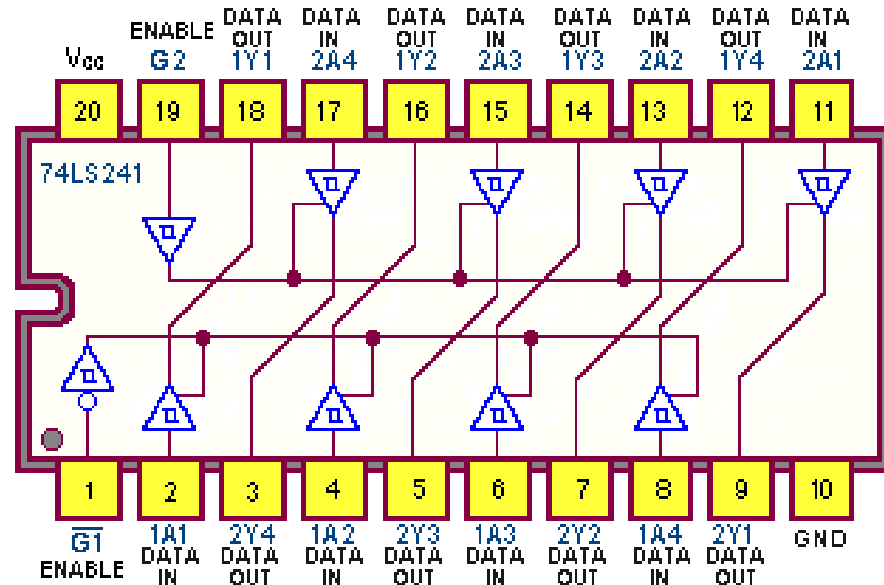 ENABLE DATA OUT DATA IN DATA OUT DATA IN DATA OUT DATA IN DATA OUT DATA IN
Vcc G2 1Y1 2A4 1Y2 2A3 1Y3 2A2 1Y4 2A1
20 19 18 17 16 15 14 13 12 11
74LS241
1 2 3 4 5 6 7 8 9 10
G1 1A1 2Y4 1A2 2Y3 1A3 2Y2 1A4 2Y1 GND
ENABLE DATA IN DATA OUT DATA IN DATA OUT DATA IN DATA OUT DATA IN DATA OUT